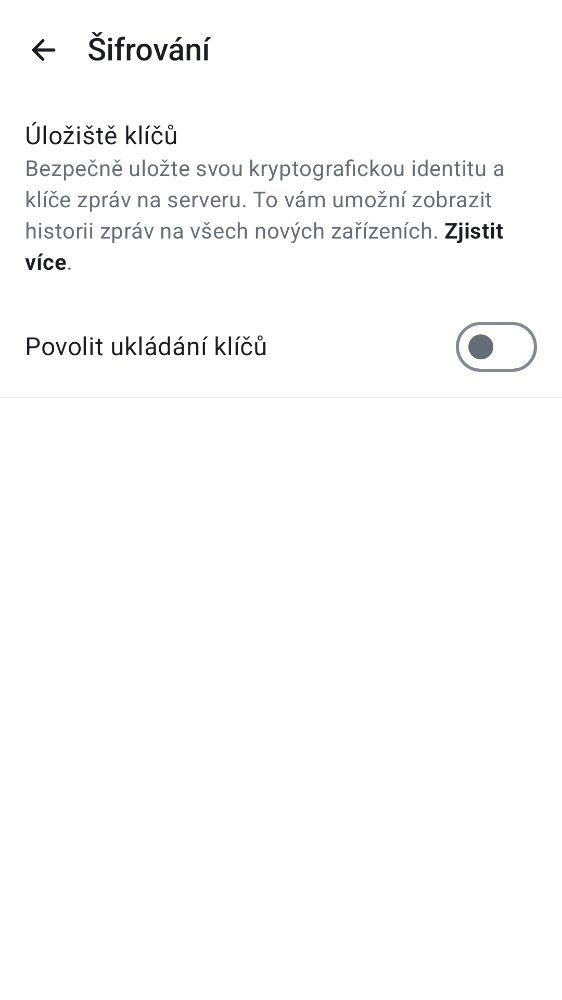 Šifrování
Úložiště klíčů
Bezpečně uložte svou kryptografickou identitu a
klíče zpráv na serveru. To vám umožní zobrazit
historii zpráv na všech nových zařízeních. Zjistit
více.
Povolit ukládání klíčů